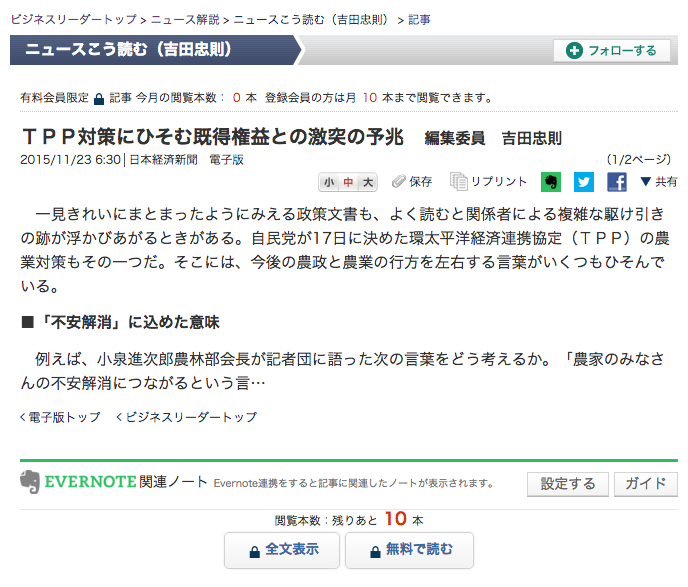 ビジネスリーダートップ > ニュース解説 > ニュースこう読む（吉田忠則） > 記事
ニュースこう読む（吉田忠則）
フォローする
有料会員限定 記事 今月の閲覧本数： 0 本 登録会員の方は月 10 本まで閲覧できます。
ＴＰＰ対策にひそむ既得権益との激突の予兆 編集委員 吉田忠則
2015/11/23 6:30 | 日本経済新聞 電子版 （1/2ページ）
小 中 大 保存 リプリント 共有
一見きれいにまとまったようにみえる政策文書も、よく読むと関係者による複雑な駆け引き
の跡が浮かびあがるときがある。自民党が17日に決めた環太平洋経済連携協定（ＴＰＰ）の農
業対策もその一つだ。そこには、今後の農政と農業の行方を左右する言葉がいくつもひそんで
いる。
■「不安解消」に込めた意味
例えば、小泉進次郎農林部会長が記者団に語った次の言葉をどう考えるか。「農家のみなさ
んの不安解消につながるという言…
電子版トップ ビジネスリーダートップ
EVERNOTE 関連ノート Evernote連携をすると記事に関連したノートが表示されます。 設定する ガイド
閲覧本数：残りあと 10 本
全文表示 無料で読む